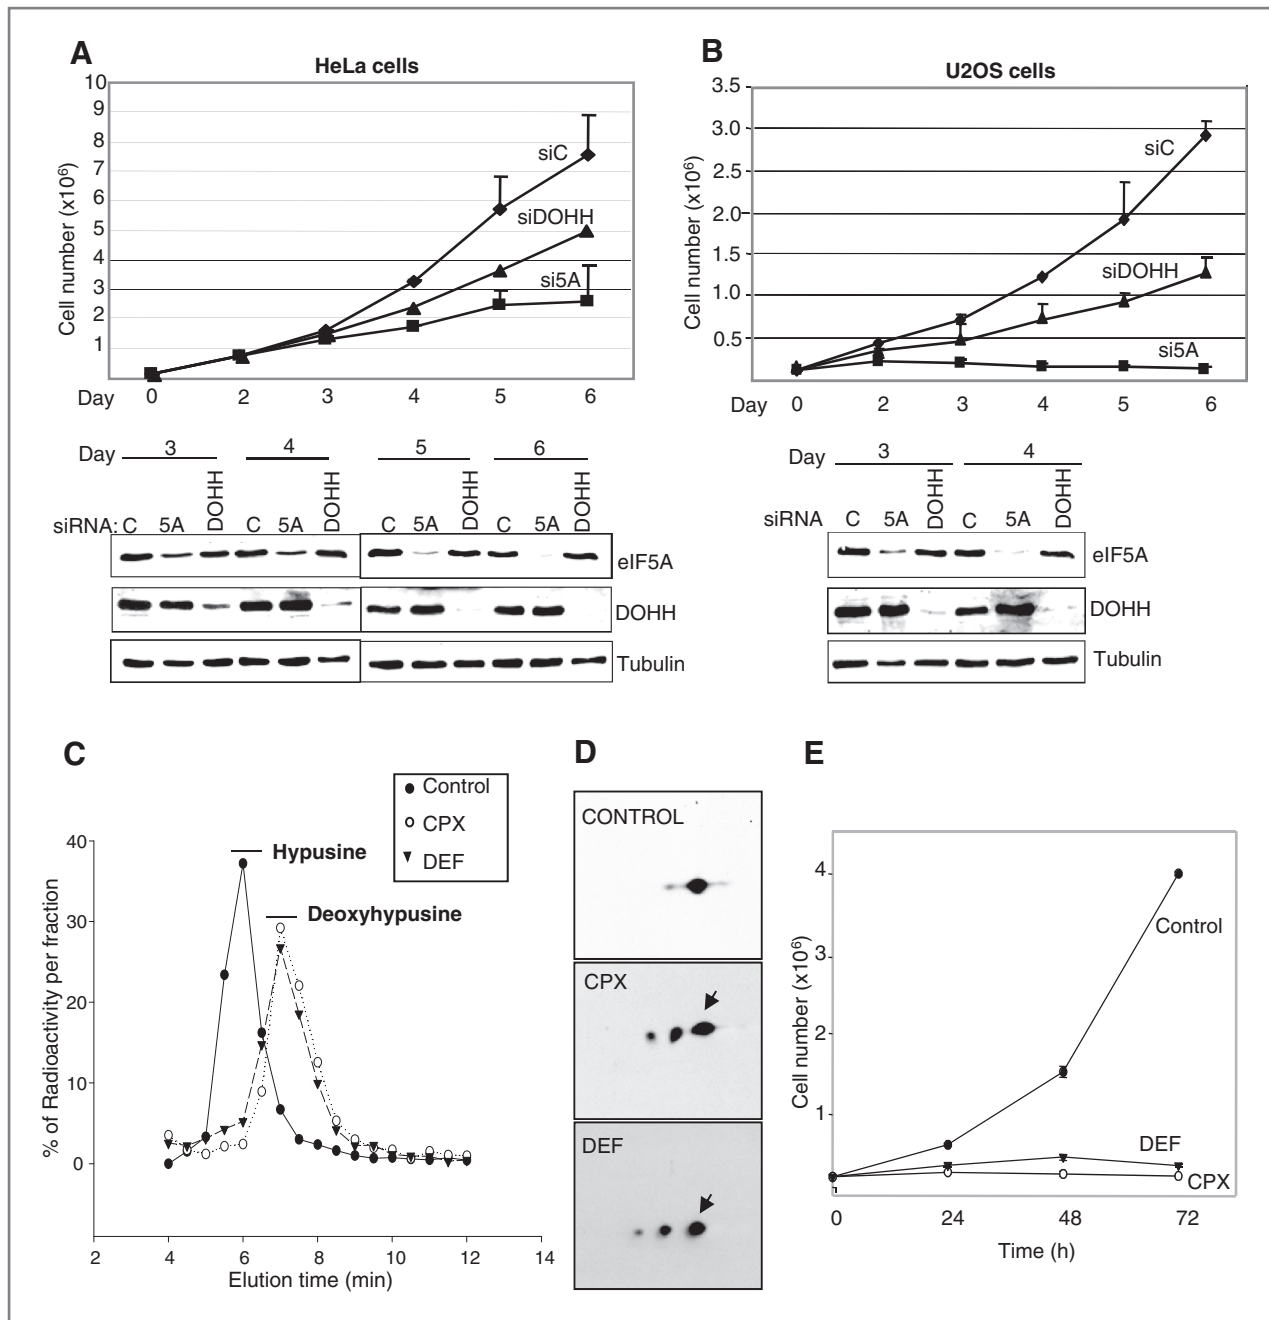 A
HeLa cells
10
9
8
7
6
5
4
3
2
1
Cell number (x10⁶)
siC
siDOHH
si5A
Day 0 2 3 4 5 6
Day 3 4 5 6
siRNA: C 5A DOHH C 5A DOHH C 5A DOHH C 5A DOHH
eIF5A
DOHH
Tubulin
B
U2OS cells
3.5
3.0
2.5
2.0
1.5
1.0
0.5
Cell number (x10⁶)
siC
siDOHH
si5A
Day 0 2 3 4 5 6
Day 3 4
siRNA C 5A DOHH C 5A DOHH
eIF5A
DOHH
Tubulin
C
Control
CPX
DEF
40
30
20
10
0
% of Radioactivity per fraction
Hypusine
Deoxyhypusine
2 4 6 8 10 12 14
Elution time (min)
D
CONTROL
CPX
DEF
E
4
3
2
1
Cell number (x10⁶)
Control
DEF
CPX
0 24 48 72
Time (h)